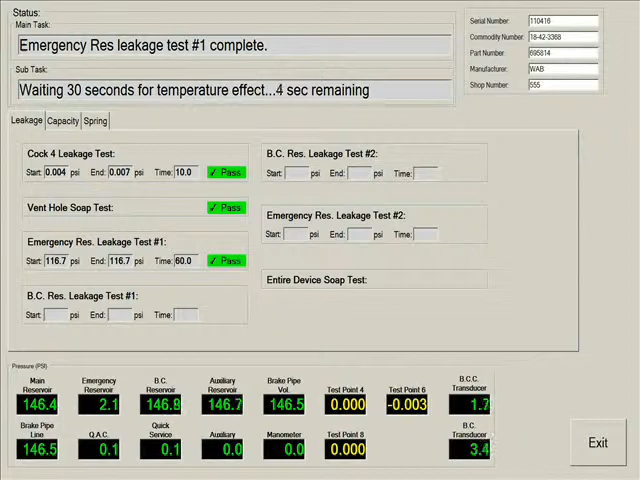 Status:
Main Task:
Emergency Res leakage test #1 complete.
Sub Task:
Waiting 30 seconds for temperature effect...4 sec remaining
Serial Number: 110416
Commodity Number: 18-42-3368
Part Number: 695814
Manufacturer: WAB
Shop Number: 555
Leakage Capacity Spring
Cock 4 Leakage Test:
Start: 0.004 psi End: 0.007 psi Time: 10.0 ✓ Pass
Vent Hole Soap Test: ✓ Pass
Emergency Res. Leakage Test #1:
Start: 116.7 psi End: 116.7 psi Time: 60.0 ✓ Pass
B.C. Res. Leakage Test #1:
Start: psi End: psi Time:
B.C. Res. Leakage Test #2:
Start: psi End: psi Time:
Emergency Res. Leakage Test #2:
Start: psi End: psi Time:
Entire Device Soap Test:
Pressure (PSI)
Main Reservoir 146.4
Emergency Reservoir 2.1
B.C. Reservoir 146.8
Auxiliary Reservoir 146.7
Brake Pipe Vol. 146.5
Test Point 4 0.000
Test Point 6 -0.003
B.C.C. Transducer 1.7
Brake Pipe Line 146.5
Q.A.C. 0.1
Quick Service 0.1
Auxiliary 0.0
Manometer 0.0
Test Point 8 0.000
B.C. Transducer 3.4
Exit